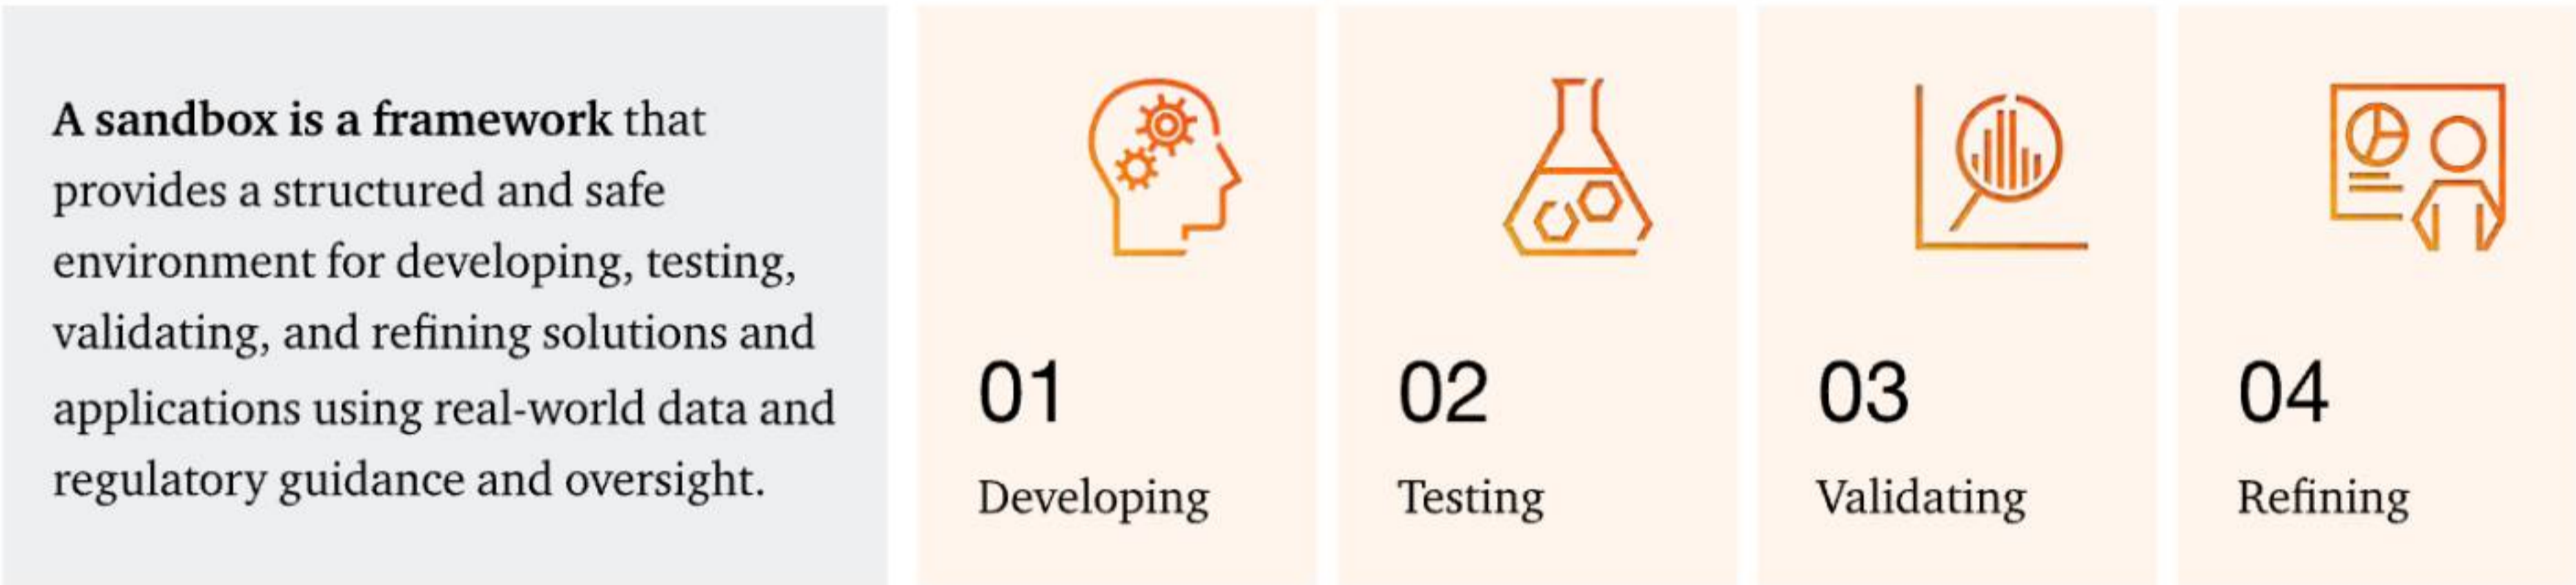 A sandbox is a framework that
provides a structured and safe
environment for developing, testing,
validating, and refining solutions and
applications using real-world data and
regulatory guidance and oversight.
01
Developing
02
Testing
03
Validating
04
Refining